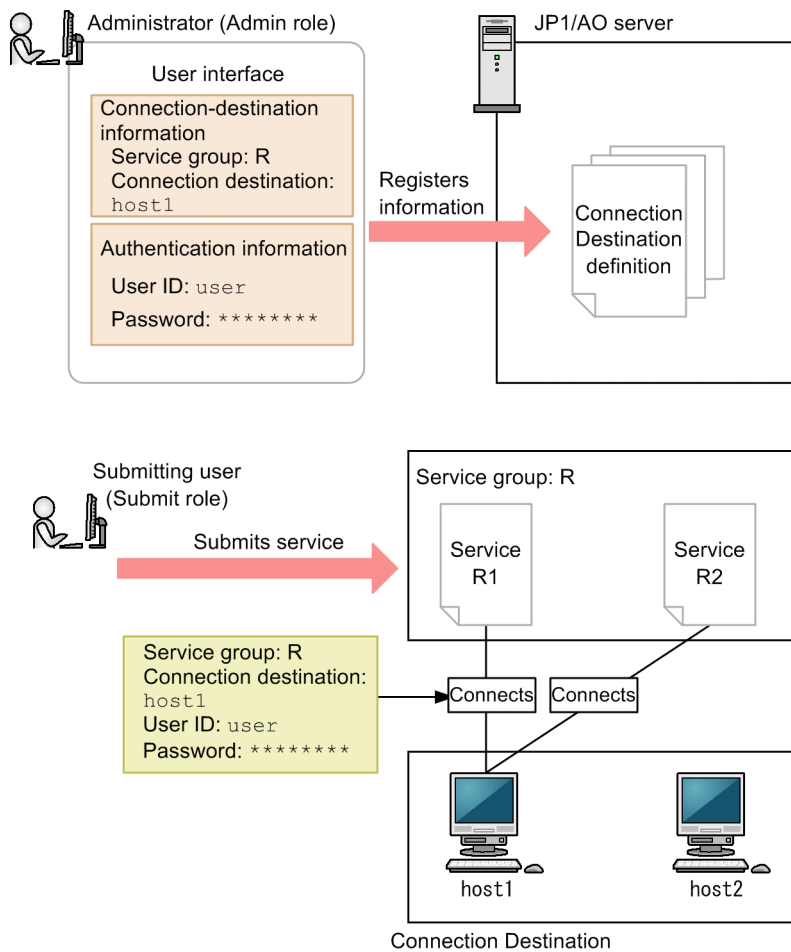 Administrator (Admin role)
JP1/AO server
User interface
Connection-destination
information
Service group: R
Connection destination:
host1
Authentication information
User ID: user
Password: ********
Registers
information
Connection
Destination
definition
Submitting user
(Submit role)
Submits service
Service group: R
Service
R1
Service
R2
Service group: R
Connection destination:
host1
User ID: user
Password: ********
Connects
Connects
host1
host2
Connection Destination